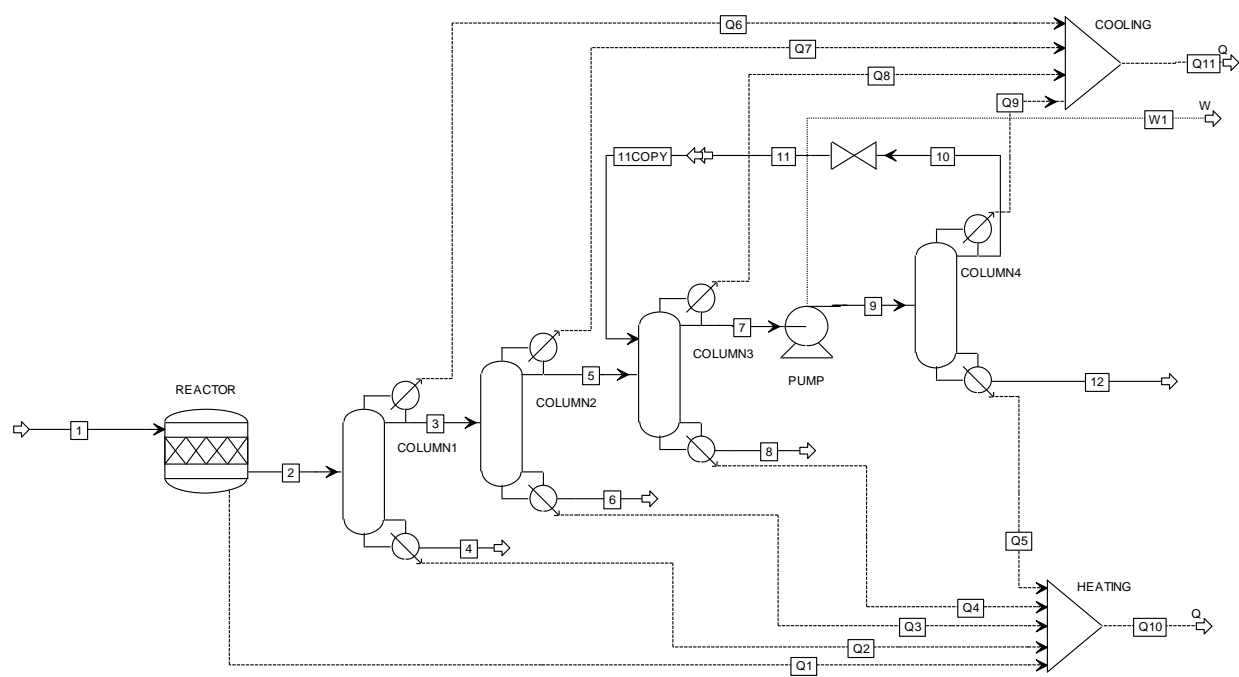 Q6
COOLING
Q7
Q
Q11
Q8
Q9
W
W1
11COPY
11
10
COLUMN4
9
7
COLUMN3
PUMP
5
COLUMN2
12
REACTOR
3
1
COLUMN1
8
2
6
4
Q5
HEATING
Q4
Q
Q10
Q3
Q2
Q1